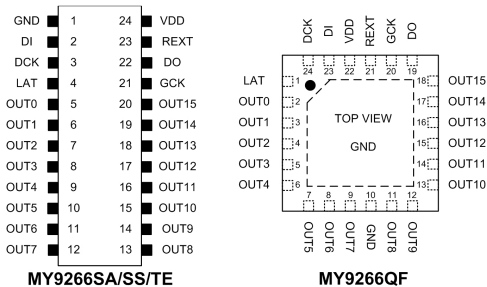 GND 1 24 VDD
DI 2 23 REXT
DCK 3 22 DO
LAT 4 21 GCK
OUT0 5 20 OUT15
OUT1 6 19 OUT14
OUT2 7 18 OUT13
OUT3 8 17 OUT12
OUT4 9 16 OUT11
OUT5 10 15 OUT10
OUT6 11 14 OUT9
OUT7 12 13 OUT8
MY9266SA/SS/TE
DCK DI VDD REXT GCK DO
24 23 22 21 20 19
LAT 1 18 OUT15
OUT0 2 17 OUT14
OUT1 3 TOP VIEW 16 OUT13
OUT2 4 GND 15 OUT12
OUT3 5 14 OUT11
OUT4 6 13 OUT10
7 8 9 10 11 12
OUT5 OUT6 OUT7 GND OUT8 OUT9
MY9266QF